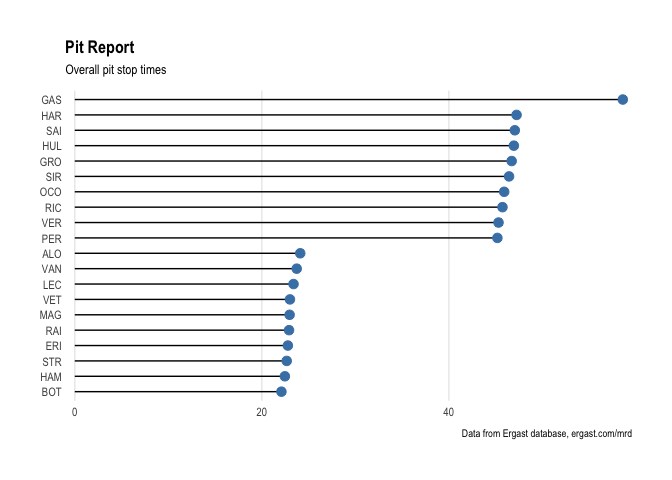 Pit Report
Overall pit stop times
GAS
HAR
SAI
HUL
GRO
SIR
OCO
RIC
VER
PER
ALO
VAN
LEC
VET
MAG
RAI
ERI
STR
HAM
BOT
0 20 40
Data from Ergast database, ergast.com/mrd